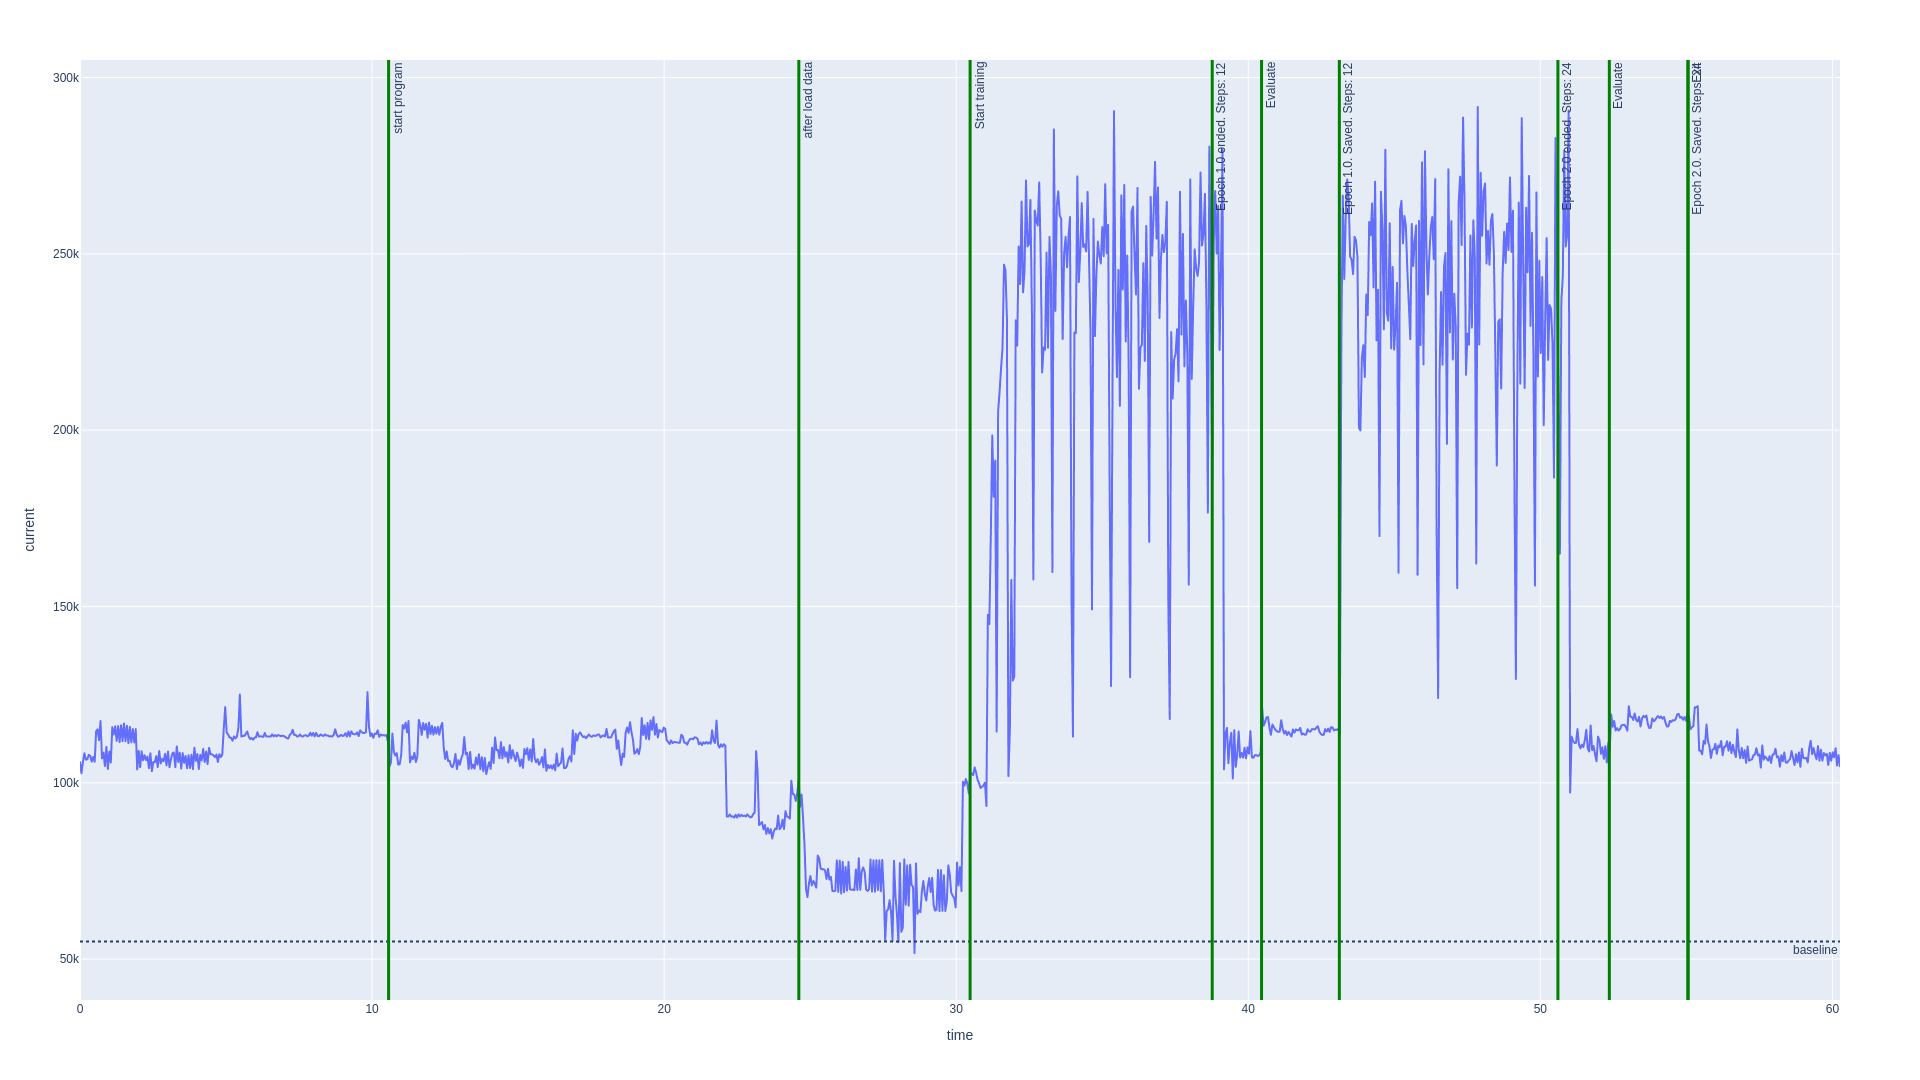 300k
250k
200k
150k
100k
50k
current
0
10
20
30
40
50
60
time
start program
after load data
Start training
Epoch 1.0 ended. Steps: 12
Evaluate
Epoch 1.0. Saved. Steps: 12
Epoch 2.0 ended. Steps: 24
Evaluate
Epoch 2.0. Saved. Steps: 24
baseline